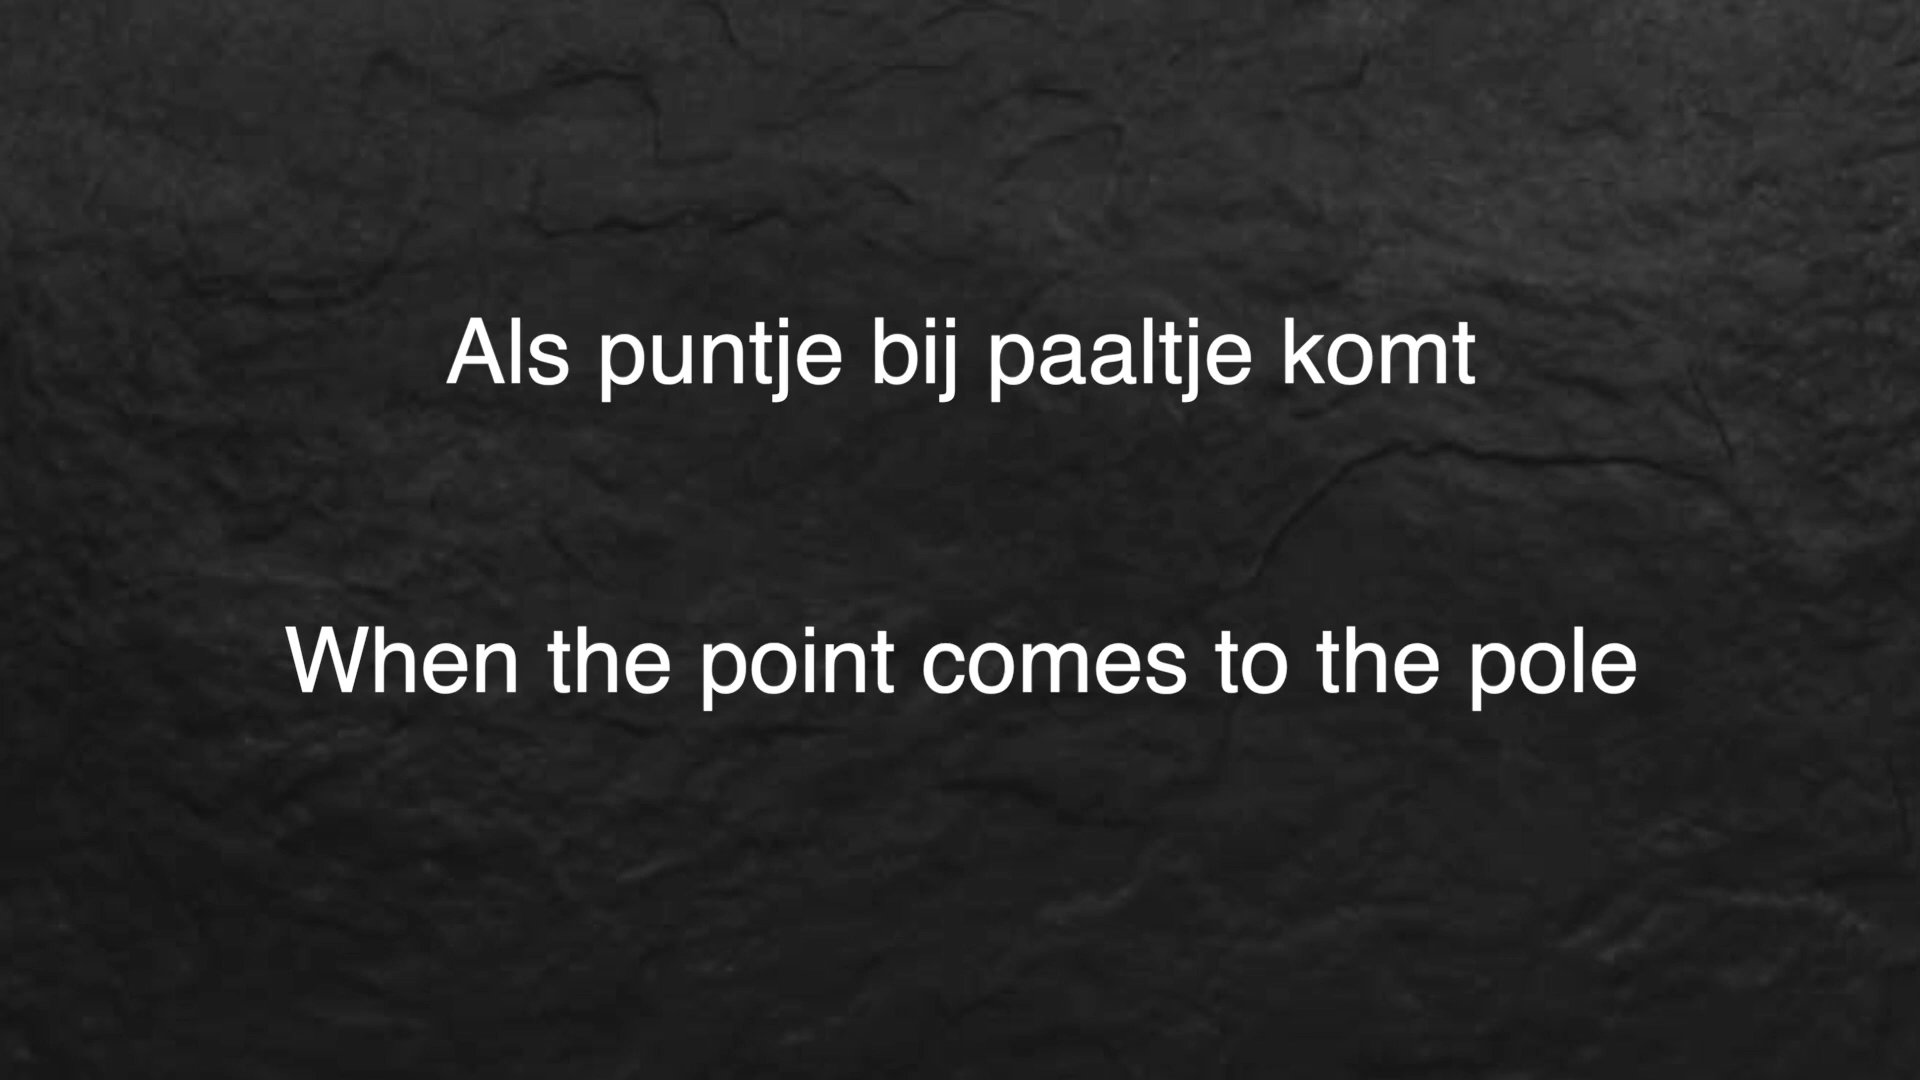 Als puntje bij paaltje komt
When the point comes to the pole